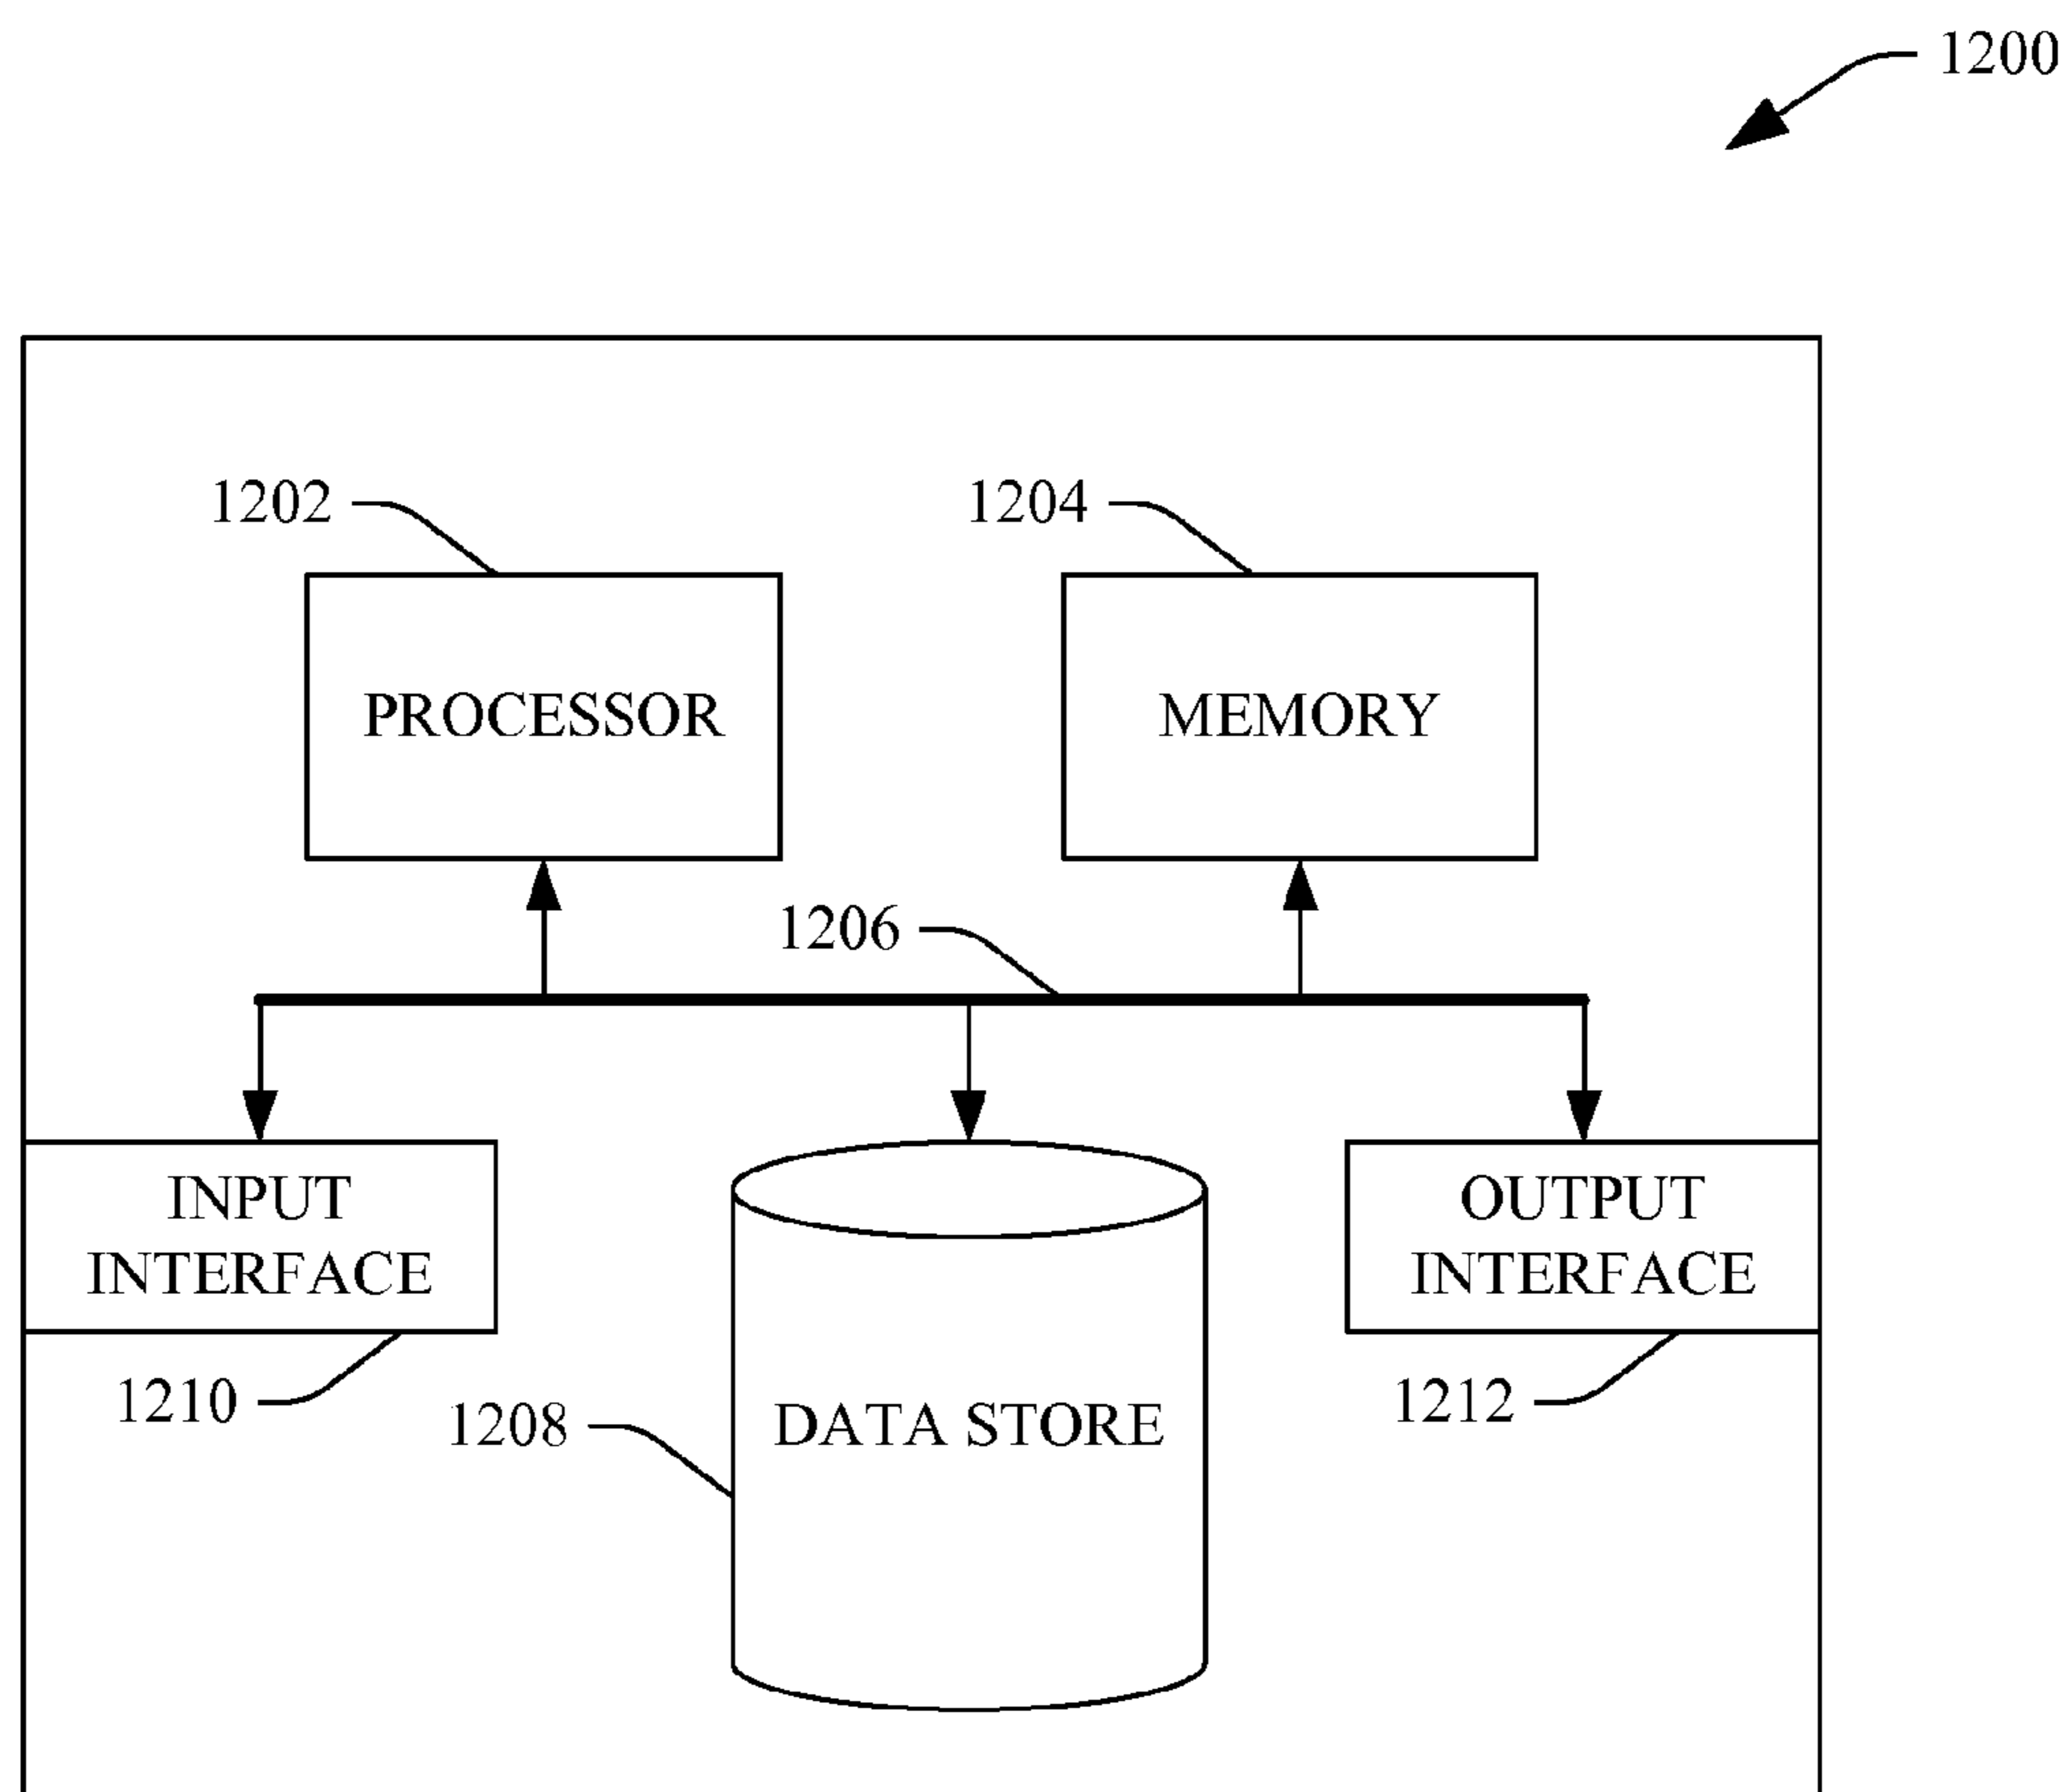 1200
1202
1204
PROCESSOR
MEMORY
1206
INPUT
INTERFACE
OUTPUT
INTERFACE
1210
1208
DATA STORE
1212